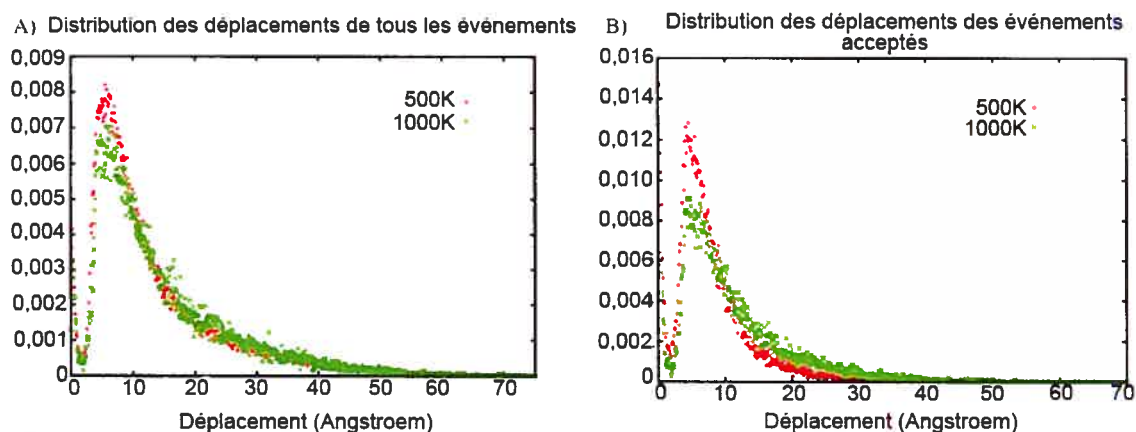 A) Distribution des déplacements de tous les événements
0,009
0,008
0,007
0,006
0,005
0,004
0,003
0,002
0,001
0
500K
1000K
0 10 20 30 40 50 60 70
Déplacement (Angstroem)
B) Distribution des déplacements des événements
acceptés
0,016
0,014
0,012
0,010
0,008
0,006
0,004
0,002
0
500K
1000K
0 10 20 30 40 50 60 70
Déplacement (Angstroem)